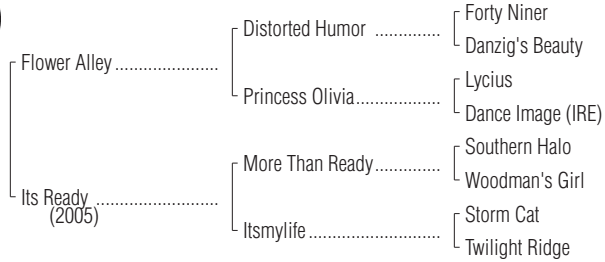 Forty Niner
Distorted Humor ..............
Danzig's Beauty
Flower Alley ......................
Lycius
Princess Olivia..................
Dance Image (IRE)
Southern Halo
More Than Ready..............
Woodman's Girl
Its Ready ..........................
(2005)
Storm Cat
Itsmylife ............................
Twilight Ridge